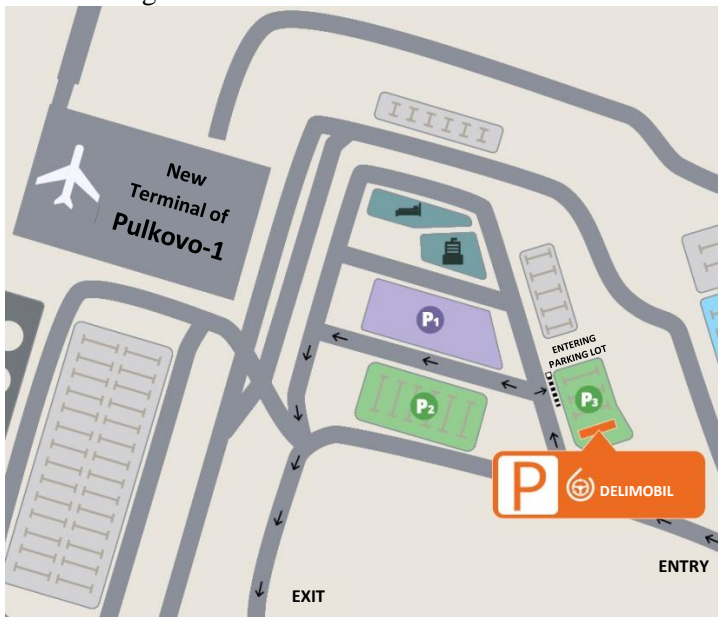 New
Terminal of
Pulkovo-1
P1
ENTERING
PARKING LOT
P2
P3
P DELIMOBIL
ENTRY
EXIT